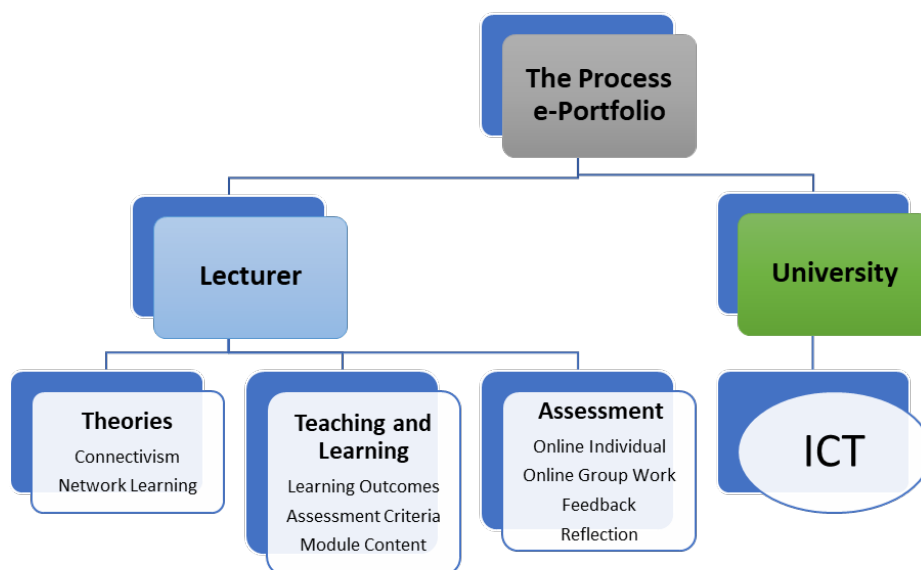 The Process
e-Portfolio
Lecturer
University
Theories
Connectivism
Network Learning
Teaching and
Learning
Learning Outcomes
Assessment Criteria
Module Content
Assessment
Online Individual
Online Group Work
Feedback
Reflection
ICT